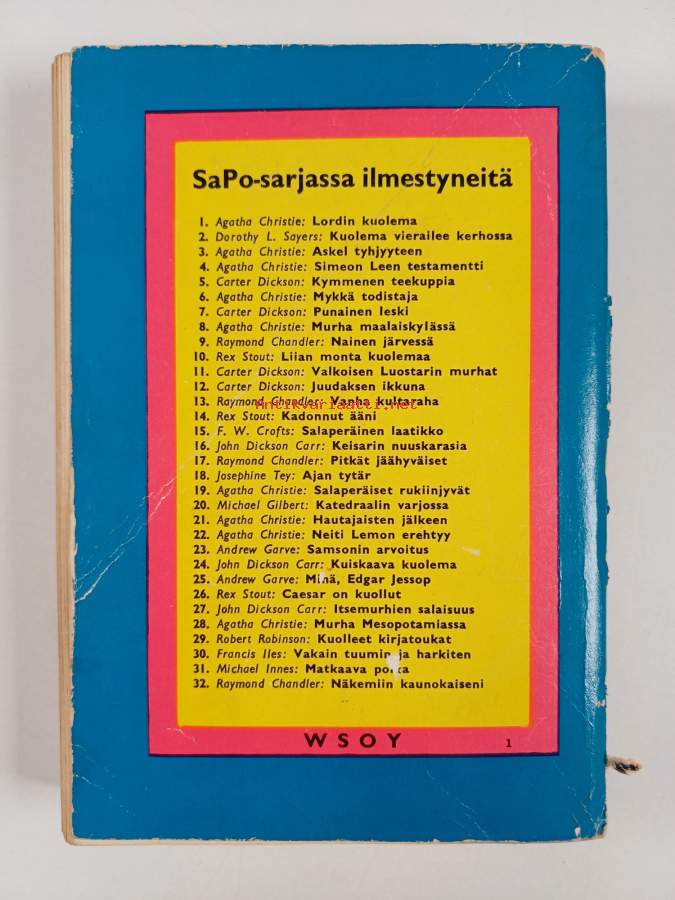 SaPo-sarjassa ilmestyneitä
1. Agatha Christie: Lordin kuolema
2. Dorothy L. Sayers: Kuolema vierailee kerhossa
3. Agatha Christie: Askel tyhjyyteen
4. Agatha Christie: Simeon Leen testamentti
5. Carter Dickson: Kymmenen teekuppia
6. Agatha Christie: Mykkä todistaja
7. Carter Dickson: Punainen leski
8. Agatha Christie: Murha maalaiskylässä
9. Raymond Chandler: Nainen järvessä
10. Rex Stout: Liian monta kuolemaa
11. Carter Dickson: Valkoisen Luostarin murhat
12. Carter Dickson: Juudaksen ikkuna
13. Raymond Chandler: Vanha kultaraha
Antikvariaatti.net
14. Rex Stout: Kadonnut ääni
15. F. W. Crofts: Salaperäinen laatikko
16. John Dickson Carr: Keisarin nuuskarasia
17. Raymond Chandler: Pitkät jäähyväiset
18. Josephine Tey: Ajan tytär
19. Agatha Christie: Salaperäiset rukiinjyvät
20. Michael Gilbert: Katedraalin varjossa
21. Agatha Christie: Hautajaisten jälkeen
22. Agatha Christie: Neiti Lemon erehtyy
23. Andrew Garve: Samsonin arvoitus
24. John Dickson Carr: Kuiskaava kuolema
25. Andrew Garve: Minä, Edgar Jessop
26. Rex Stout: Caesar on kuollut
27. John Dickson Carr: Itsemurhien salaisuus
28. Agatha Christie: Murha Mesopotamiassa
29. Robert Robinson: Kuolleet kirjatoukat
30. Francis Iles: Vakain tuumin ja harkiten
31. Michael Innes: Matkaava poika
32. Raymond Chandler: Näkemiin kaunokaiseni
WSOY 1